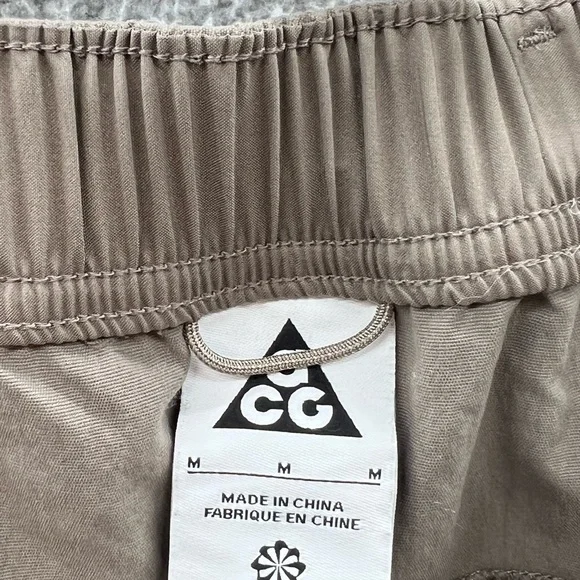 ACG
M M M
MADE IN CHINA
FABRIQUE EN CHINE